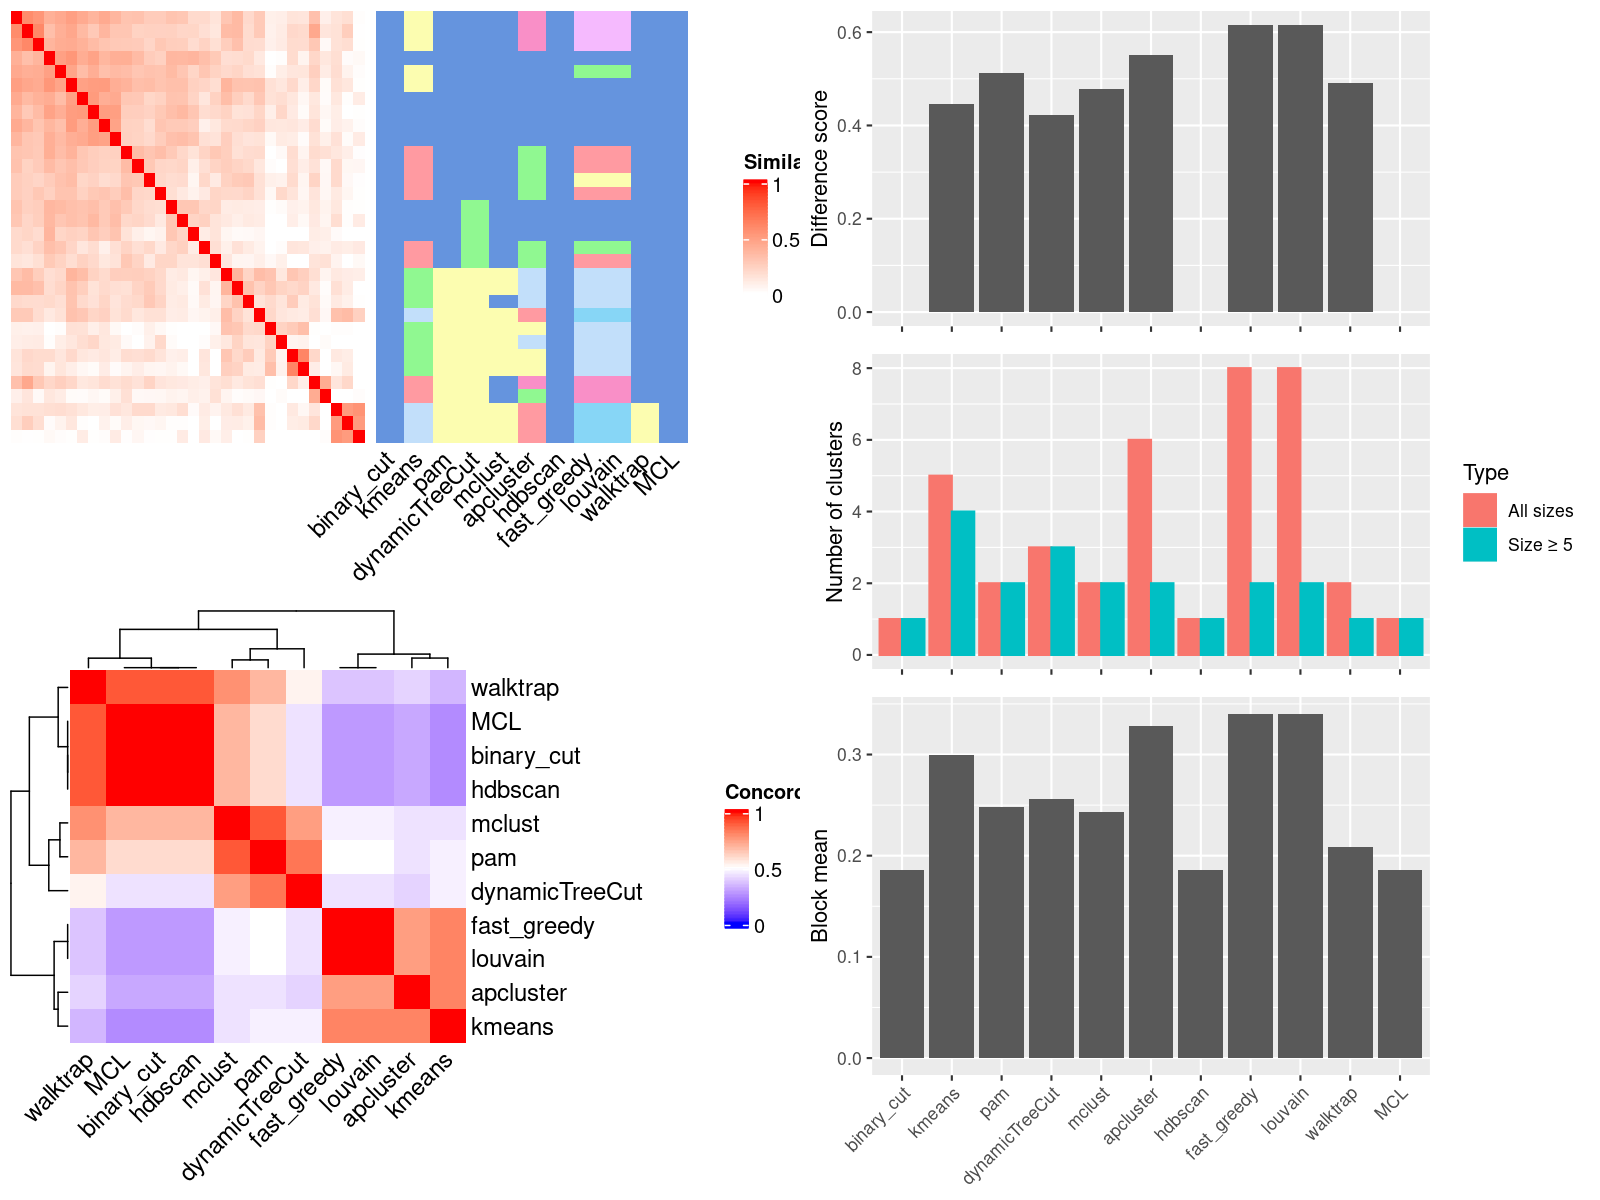 Simila
1
0.5
0
binary_cut
kmeans
pam
dynamicTreeCut
mclust
apcluster
hdbscan
fast_greedy
louvain
walktrap
MCL
walktrap
MCL
binary_cut
hdbscan
mclust
pam
dynamicTreeCut
fast_greedy
louvain
apcluster
kmeans
walktrap
MCL
binary_cut
hdbscan
mclust
pam
dynamicTreeCut
fast_greedy
louvain
apcluster
kmeans
Concord
1
0.5
0
Difference score
0.6
0.4
0.2
0.0
Number of clusters
8
6
4
2
0
Type
All sizes
Size ≥ 5
Block mean
0.3
0.2
0.1
0.0
binary_cut
kmeans
pam
dynamicTreeCut
mclust
apcluster
hdbscan
fast_greedy
louvain
walktrap
MCL